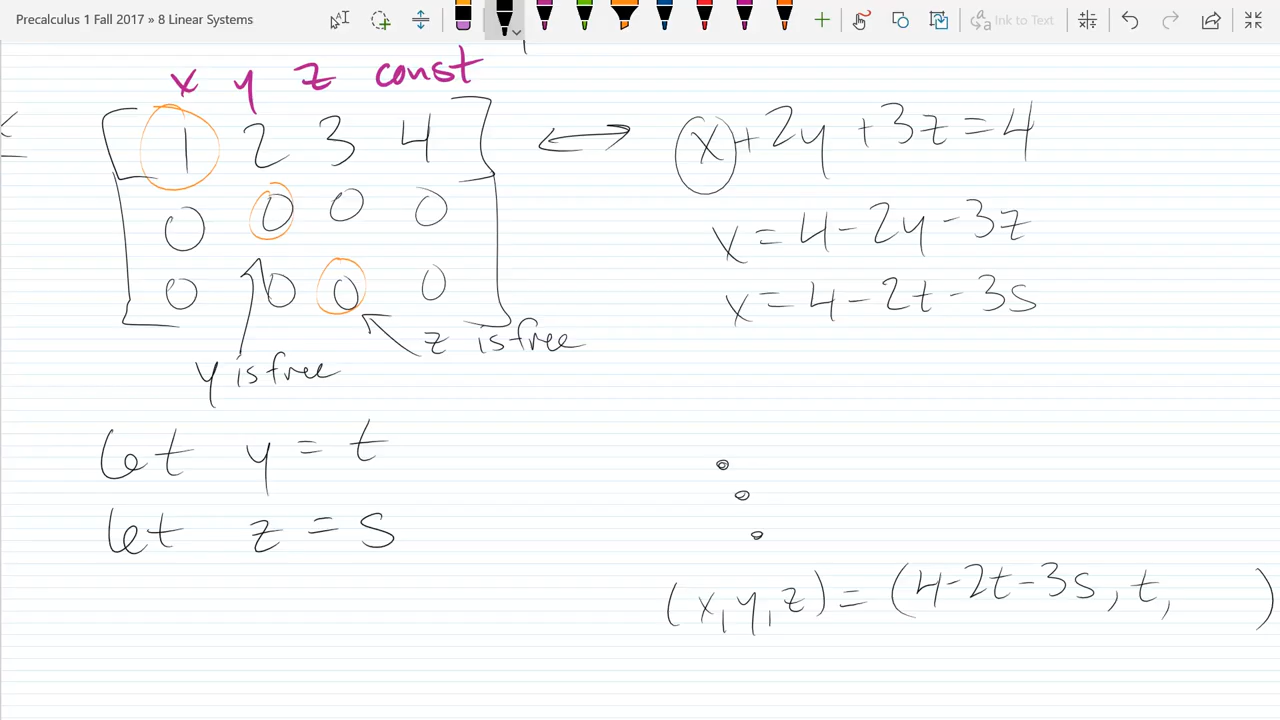 Precalculus 1 Fall 2017 » 8 Linear Systems
Ink to Text
x y z const
1 2 3 4
0 0 0 0
0 0 0 0
y is free
z is free
let y = t
let z = s
x + 2y + 3z = 4
x = 4 - 2y - 3z
x = 4 - 2t - 3s
(x, y, z) = (4 - 2t - 3s, t, )